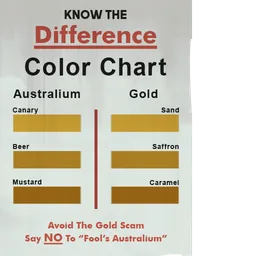 KNOW THE
Difference
Color Chart
Australium Gold
Canary Sand
Beer Saffron
Mustard Caramel
Avoid The Gold Scam
Say NO To “Fool’s Australium”